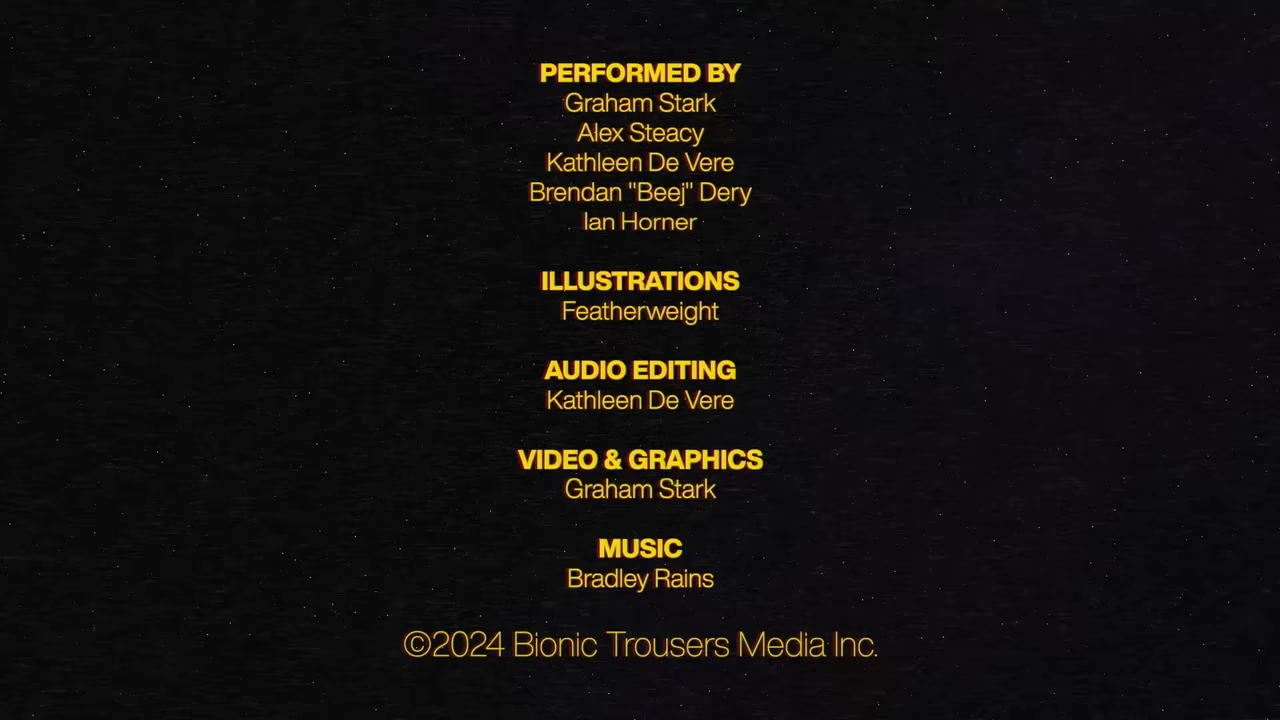 PERFORMED BY
Graham Stark
Alex Steacy
Kathleen De Vere
Brendan "Beej" Dery
Ian Horner
ILLUSTRATIONS
Featherweight
AUDIO EDITING
Kathleen De Vere
VIDEO & GRAPHICS
Graham Stark
MUSIC
Bradley Rains
©2024 Bionic Trousers Media Inc.